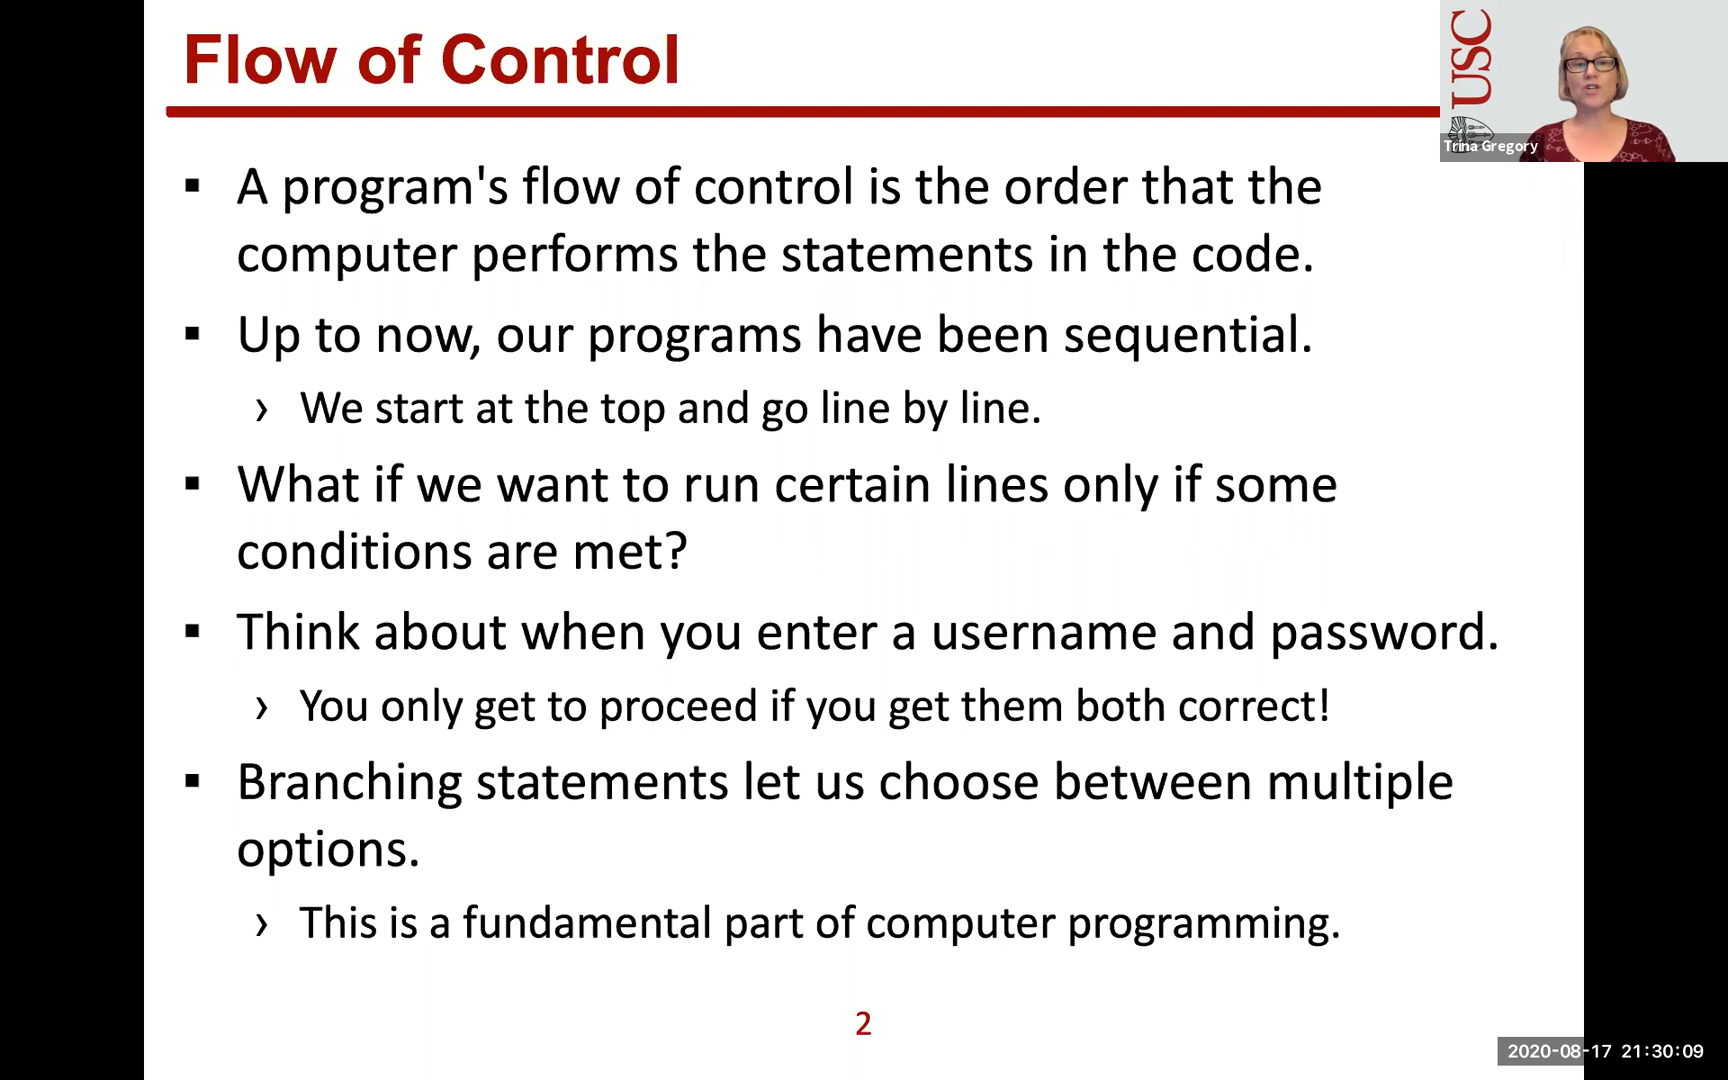 Flow of Control
USC
Trina Gregory
▪ A program's flow of control is the order that the
computer performs the statements in the code.
▪ Up to now, our programs have been sequential.
› We start at the top and go line by line.
▪ What if we want to run certain lines only if some
conditions are met?
▪ Think about when you enter a username and password.
› You only get to proceed if you get them both correct!
▪ Branching statements let us choose between multiple
options.
› This is a fundamental part of computer programming.
2
2020-08-17 21:30:09